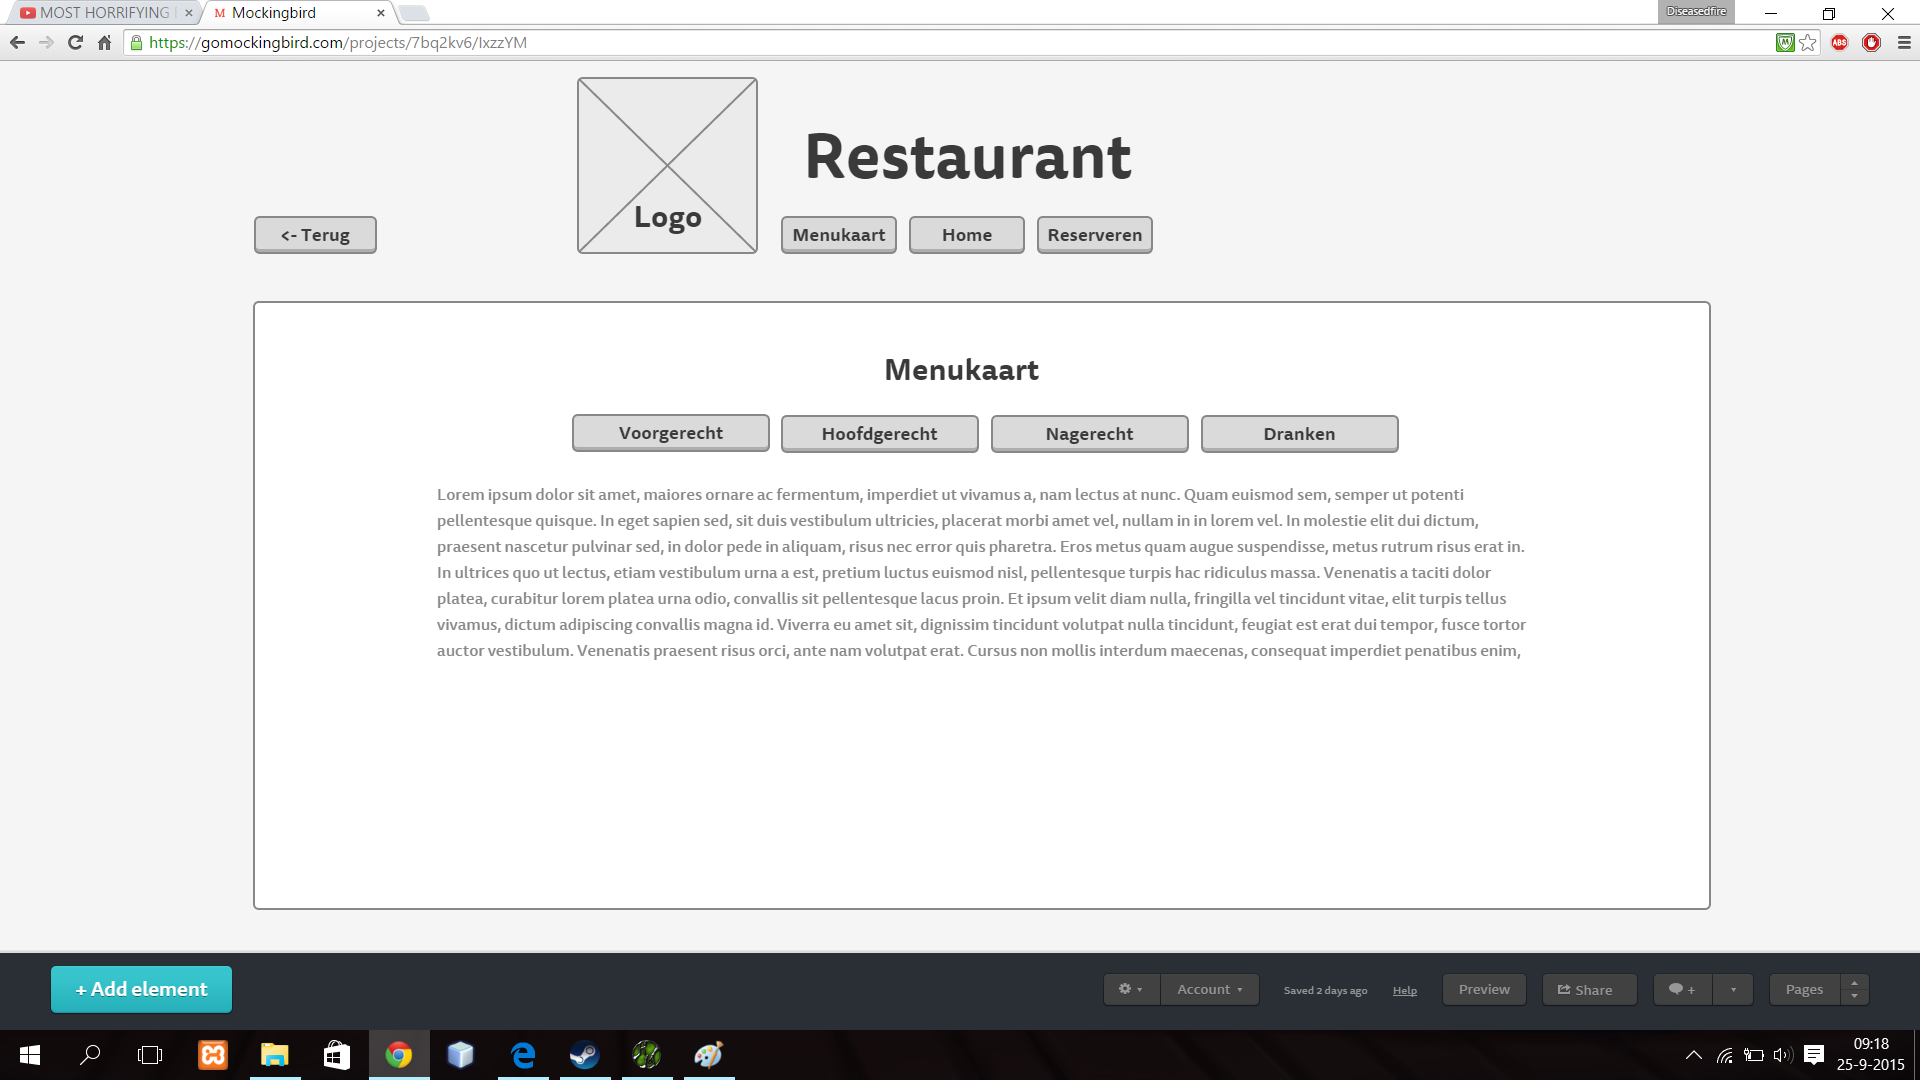 MOST HORRIFYING
Mockingbird
Diseasedfire
https://gomockingbird.com/projects/7bq2kv6/IxzzYM
ABS
Restaurant
Logo
<- Terug
Menukaart
Home
Reserveren
Menukaart
Voorgerecht
Hoofdgerecht
Nagerecht
Dranken
Lorem ipsum dolor sit amet, maiores ornare ac fermentum, imperdiet ut vivamus a, nam lectus at nunc. Quam euismod sem, semper ut potenti
pellentesque quisque. In eget sapien sed, sit duis vestibulum ultricies, placerat morbi amet vel, nullam in in lorem vel. In molestie elit dui dictum,
praesent nascetur pulvinar sed, in dolor pede in aliquam, risus nec error quis pharetra. Eros metus quam augue suspendisse, metus rutrum risus erat in.
In ultrices quo ut lectus, etiam vestibulum urna a est, pretium luctus euismod nisl, pellentesque turpis hac ridiculus massa. Venenatis a taciti dolor
platea, curabitur lorem platea urna odio, convallis sit pellentesque lacus proin. Et ipsum velit diam nulla, fringilla vel tincidunt vitae, elit turpis tellus
vivamus, dictum adipiscing convallis magna id. Viverra eu amet sit, dignissim tincidunt volutpat nulla tincidunt, feugiat est erat dui tempor, fusce tortor
auctor vestibulum. Venenatis praesent risus orci, ante nam volutpat erat. Cursus non mollis interdum maecenas, consequat imperdiet penatibus enim,
+ Add element
Account
Saved 2 days ago
Help
Preview
Share
+
Pages
09:18
25-9-2015